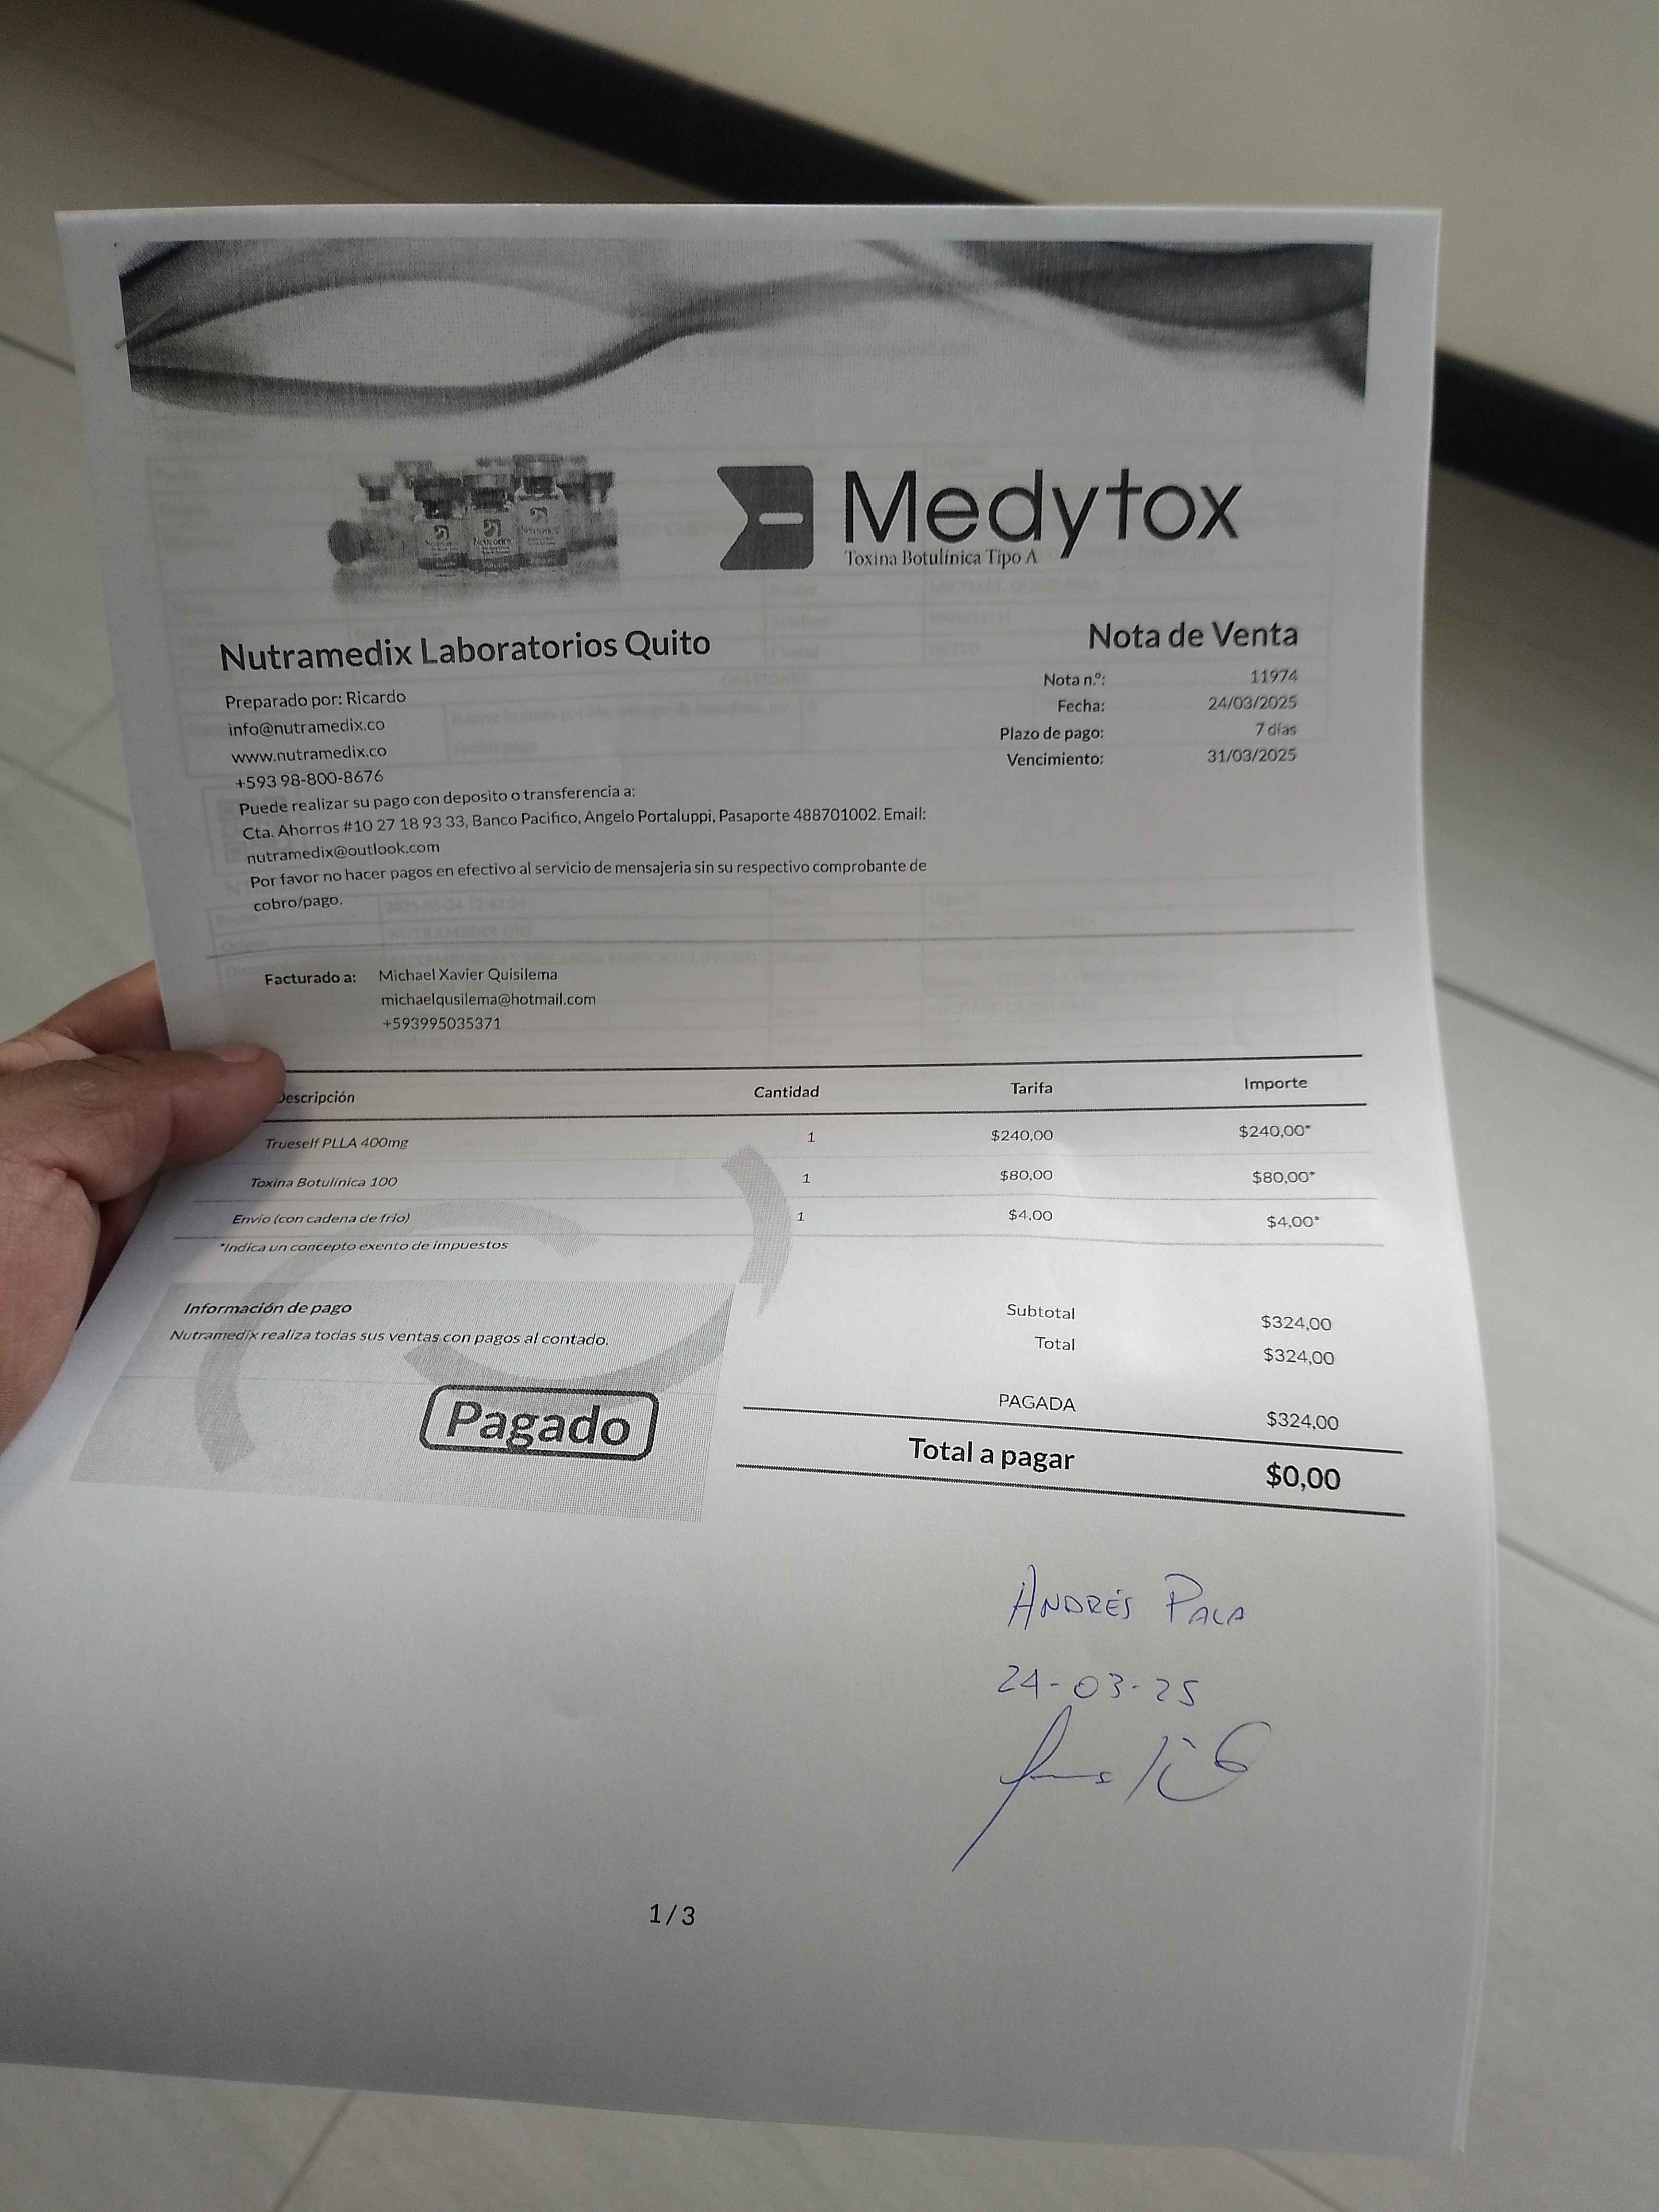 Medytox
Toxina Botulínica Tipo A
Nutramedix Laboratorios Quito
Preparado por: Ricardo
info@nutramedix.co
www.nutramedix.co
+593 98-800-8676
Puede realizar su pago con deposito o transferencia a:
Cta. Ahorros #10 27 18 93 33, Banco Pacifico, Angelo Portaluppi, Pasaporte 488701002. Email:
nutramedix@outlook.com
Por favor no hacer pagos en efectivo al servicio de mensajeria sin su respectivo comprobante de
cobro/pago.
Nota de Venta
Nota n.º: 11974
Fecha: 24/03/2025
Plazo de pago: 7 días
Vencimiento: 31/03/2025
Facturado a: Michael Xavier Quisilema
michaelqusilema@hotmail.com
+593995035371
Descripción Cantidad Tarifa Importe
Trueself PLLA 400mg 1 $240,00 $240,00*
Toxina Botulínica 100 1 $80,00 $80,00*
Envio (con cadena de frio) 1 $4,00 $4,00*
*Indica un concepto exento de impuestos
Información de pago
Nutramedix realiza todas sus ventas con pagos al contado.
Pagado
Subtotal $324,00
Total $324,00
PAGADA $324,00
Total a pagar $0,00
ANDRÉS
24-03-25
1 / 3